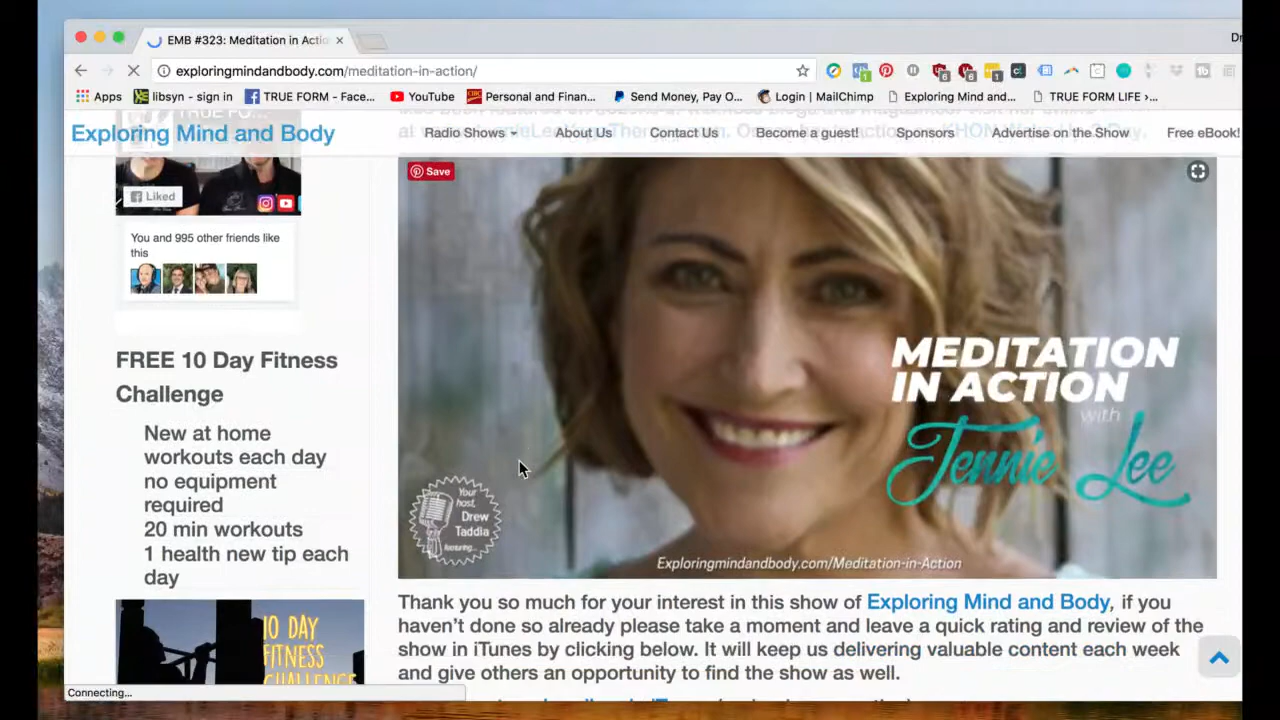 EMB #323: Meditation in Actio
Dr
exploringmindandbody.com/meditation-in-action/
Apps
libsyn - sign in
TRUE FORM - Face...
YouTube
Personal and Finan...
Send Money, Pay O...
Login | MailChimp
Exploring Mind and...
TRUE FORM LIFE ›...
Exploring Mind and Body
Radio Shows
About Us
Contact Us
Become a guest!
Sponsors
Advertise on the Show
Free eBook!
TRUE FO...
Liked
You and 995 other friends like
this
FREE 10 Day Fitness
Challenge
New at home
workouts each day
no equipment
required
20 min workouts
1 health new tip each
day
10 DAY
FITNESS
CHALLENGE
Save
MEDITATION
IN ACTION
with
Jennie Lee
Your
host,
Drew
Taddia
featuring...
Exploringmindandbody.com/Meditation-in-Action
Thank you so much for your interest in this show of Exploring Mind and Body, if you
haven't done so already please take a moment and leave a quick rating and review of the
show in iTunes by clicking below. It will keep us delivering valuable content each week
and give others an opportunity to find the show as well.
Connecting...